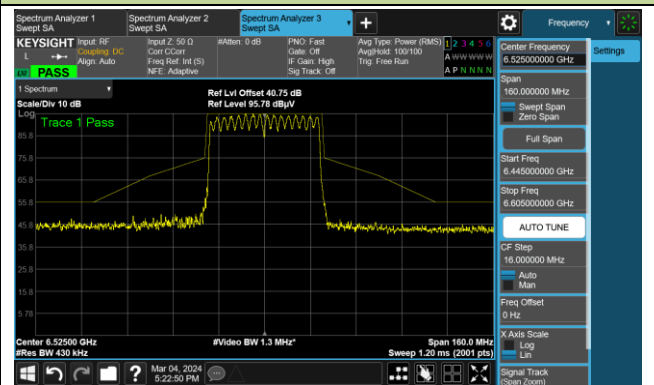 Spectrum Analyzer 1
Swept SA
Spectrum Analyzer 2
Swept SA
Spectrum Analyzer 3
Swept SA
Frequency
KEYSIGHT
L
PASS
Input: RF
Coupling: DC
Align: Auto
Input Z: 50 Ω
Corr CCorr
Freq Ref: Int (S)
NFE: Adaptive
#Atten: 0 dB
PNO: Fast
Gate: Off
IF Gain: High
Sig Track: Off
Avg Type: Power (RMS)
Avg|Hold: 100/100
Trig: Free Run
1 2 3 4 5 6
A W W W W W
A P N N N N
1 Spectrum
Scale/Div 10 dB
Ref Lvl Offset 40.75 dB
Ref Level 95.78 dBµV
Log
Trace 1 Pass
85.8
75.8
65.8
55.8
45.8
35.8
25.8
15.8
5.78
Center 6.52500 GHz
#Res BW 430 kHz
#Video BW 1.3 MHz*
Span 160.0 MHz
Sweep 1.20 ms (2001 pts)
Center Frequency
6.525000000 GHz
Settings
Span
160.000000 MHz
Swept Span
Zero Span
Full Span
Start Freq
6.445000000 GHz
Stop Freq
6.605000000 GHz
AUTO TUNE
CF Step
16.000000 MHz
Auto
Man
Freq Offset
0 Hz
X Axis Scale
Log
Lin
Signal Track
(Span Zoom)
?
Mar 04, 2024
5:22:50 PM